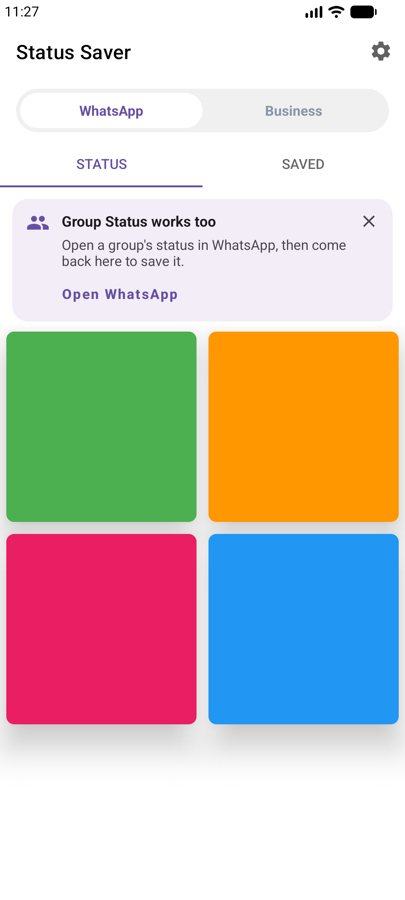 11:27
Status Saver
WhatsApp
Business
STATUS
SAVED
Group Status works too
Open a group's status in WhatsApp, then come
back here to save it.
Open WhatsApp